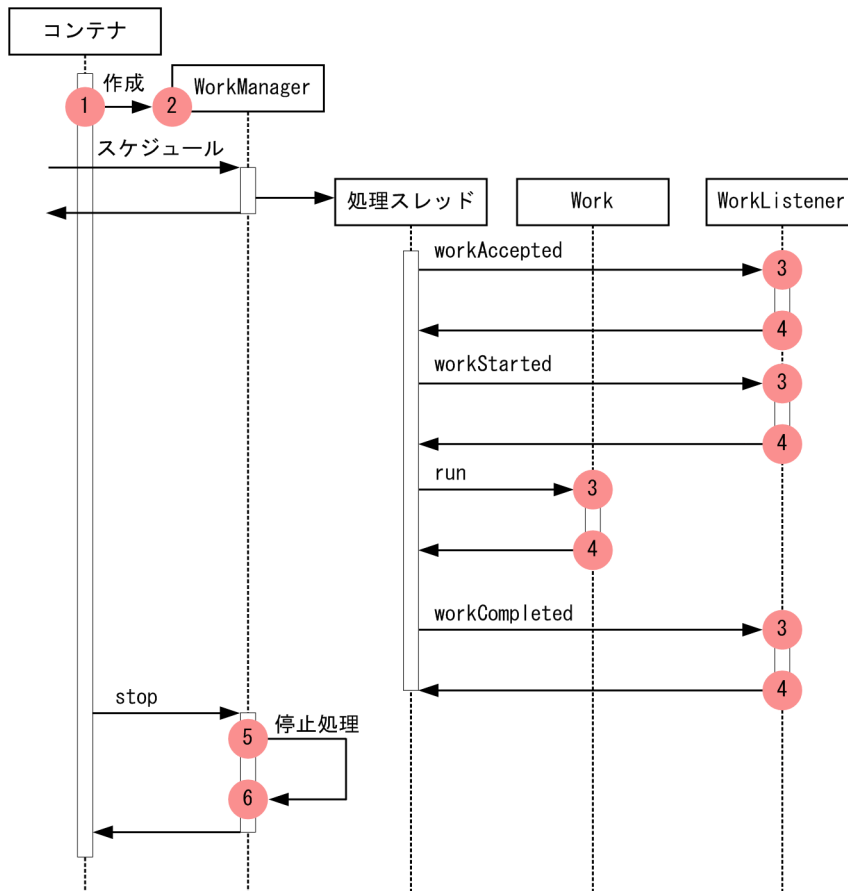 コンテナ
作成
1
2
WorkManager
スケジュール
処理スレッド
Work
WorkListener
workAccepted
3
4
workStarted
3
4
run
3
4
workCompleted
3
4
stop
5
停止処理
6